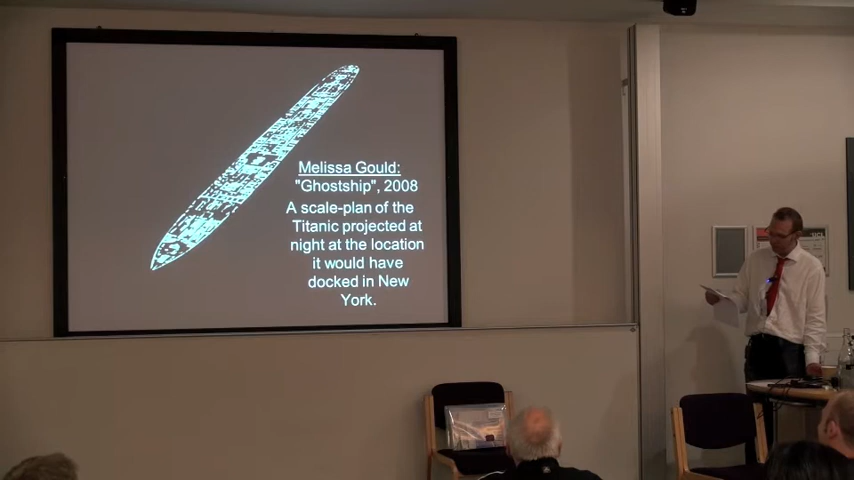 Melissa Gould:
"Ghostship", 2008
A scale-plan of the
Titanic projected at
night at the location
it would have
docked in New
York.